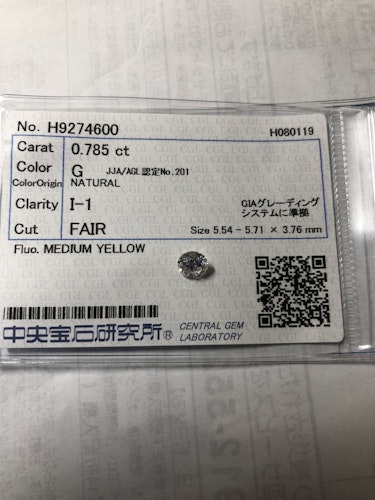 No. H9274600 H080119
Carat 0.785 ct
Color G JJA/AGL認定No.201
ColorOrigin NATURAL
Clarity I-1 GIAグレーディング
システムに準拠
Cut FAIR Size 5.54 - 5.71 × 3.76 mm
Fluo. MEDIUM YELLOW
中央宝石研究所® CENTRAL GEM
LABORATORY